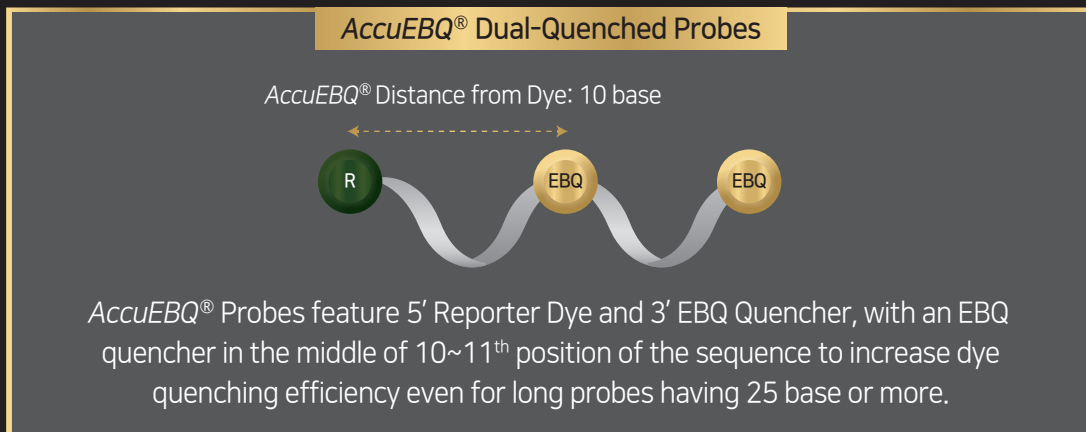 AccuEBQ® Dual-Quenched Probes
AccuEBQ® Distance from Dye: 10 base
R
EBQ
EBQ
AccuEBQ® Probes feature 5′ Reporter Dye and 3′ EBQ Quencher, with an EBQ
quencher in the middle of 10~11th position of the sequence to increase dye
quenching efficiency even for long probes having 25 base or more.